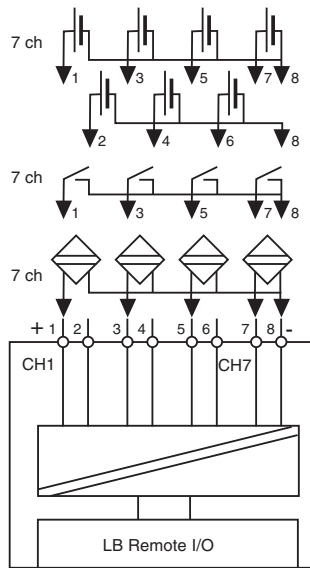 7 ch
1 3 5 7 8
2 4 6 8
7 ch
1 3 5 7 8
7 ch
+ 1 2 3 4 5 6 7 8 -
CH1 CH7
LB Remote I/O